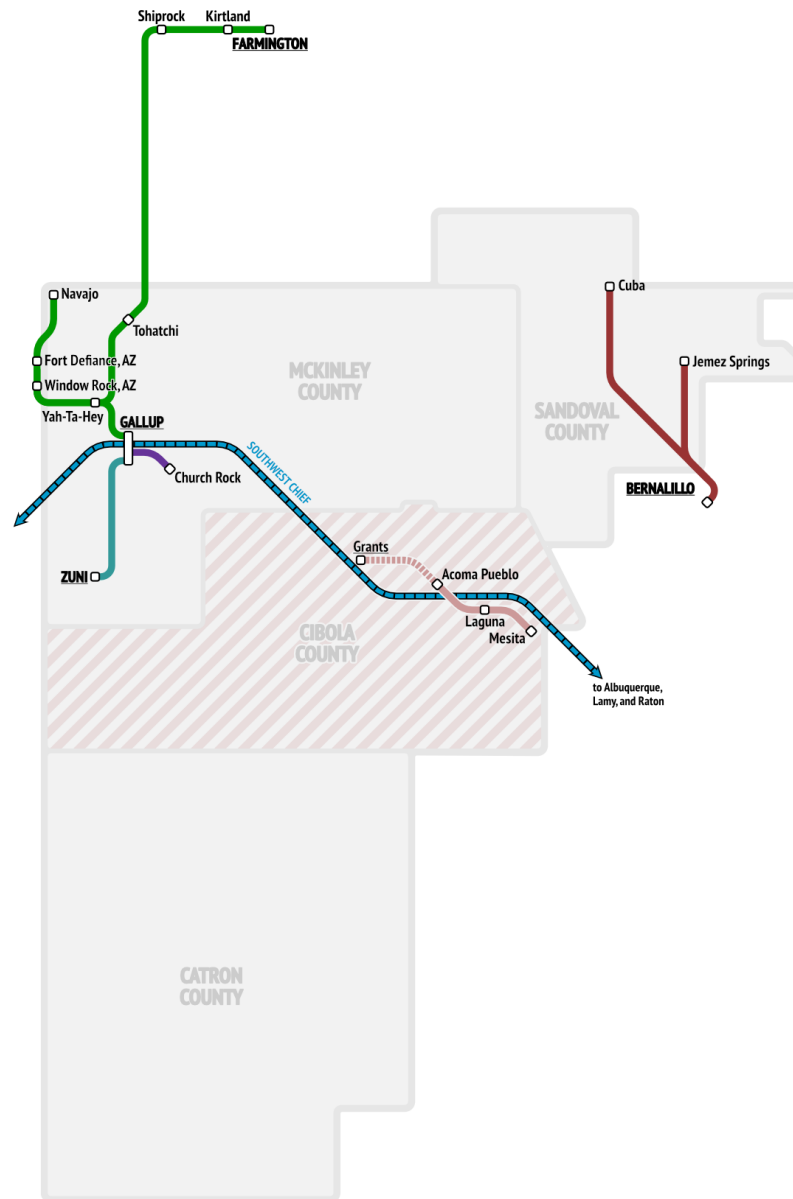 Shiprock
Kirtland
FARMINGTON
Navajo
Cuba
Tohatchi
Fort Defiance, AZ
Jemez Springs
MCKINLEY
COUNTY
Window Rock, AZ
Yah-Ta-Hey
SANDOVAL
COUNTY
GALLUP
SOUTHWEST CHIEF
Church Rock
BERNALILLO
Grants
ZUNI
Acoma Pueblo
Laguna
Mesita
CIBOLA
COUNTY
to Albuquerque,
Lamy, and Raton
CATRON
COUNTY